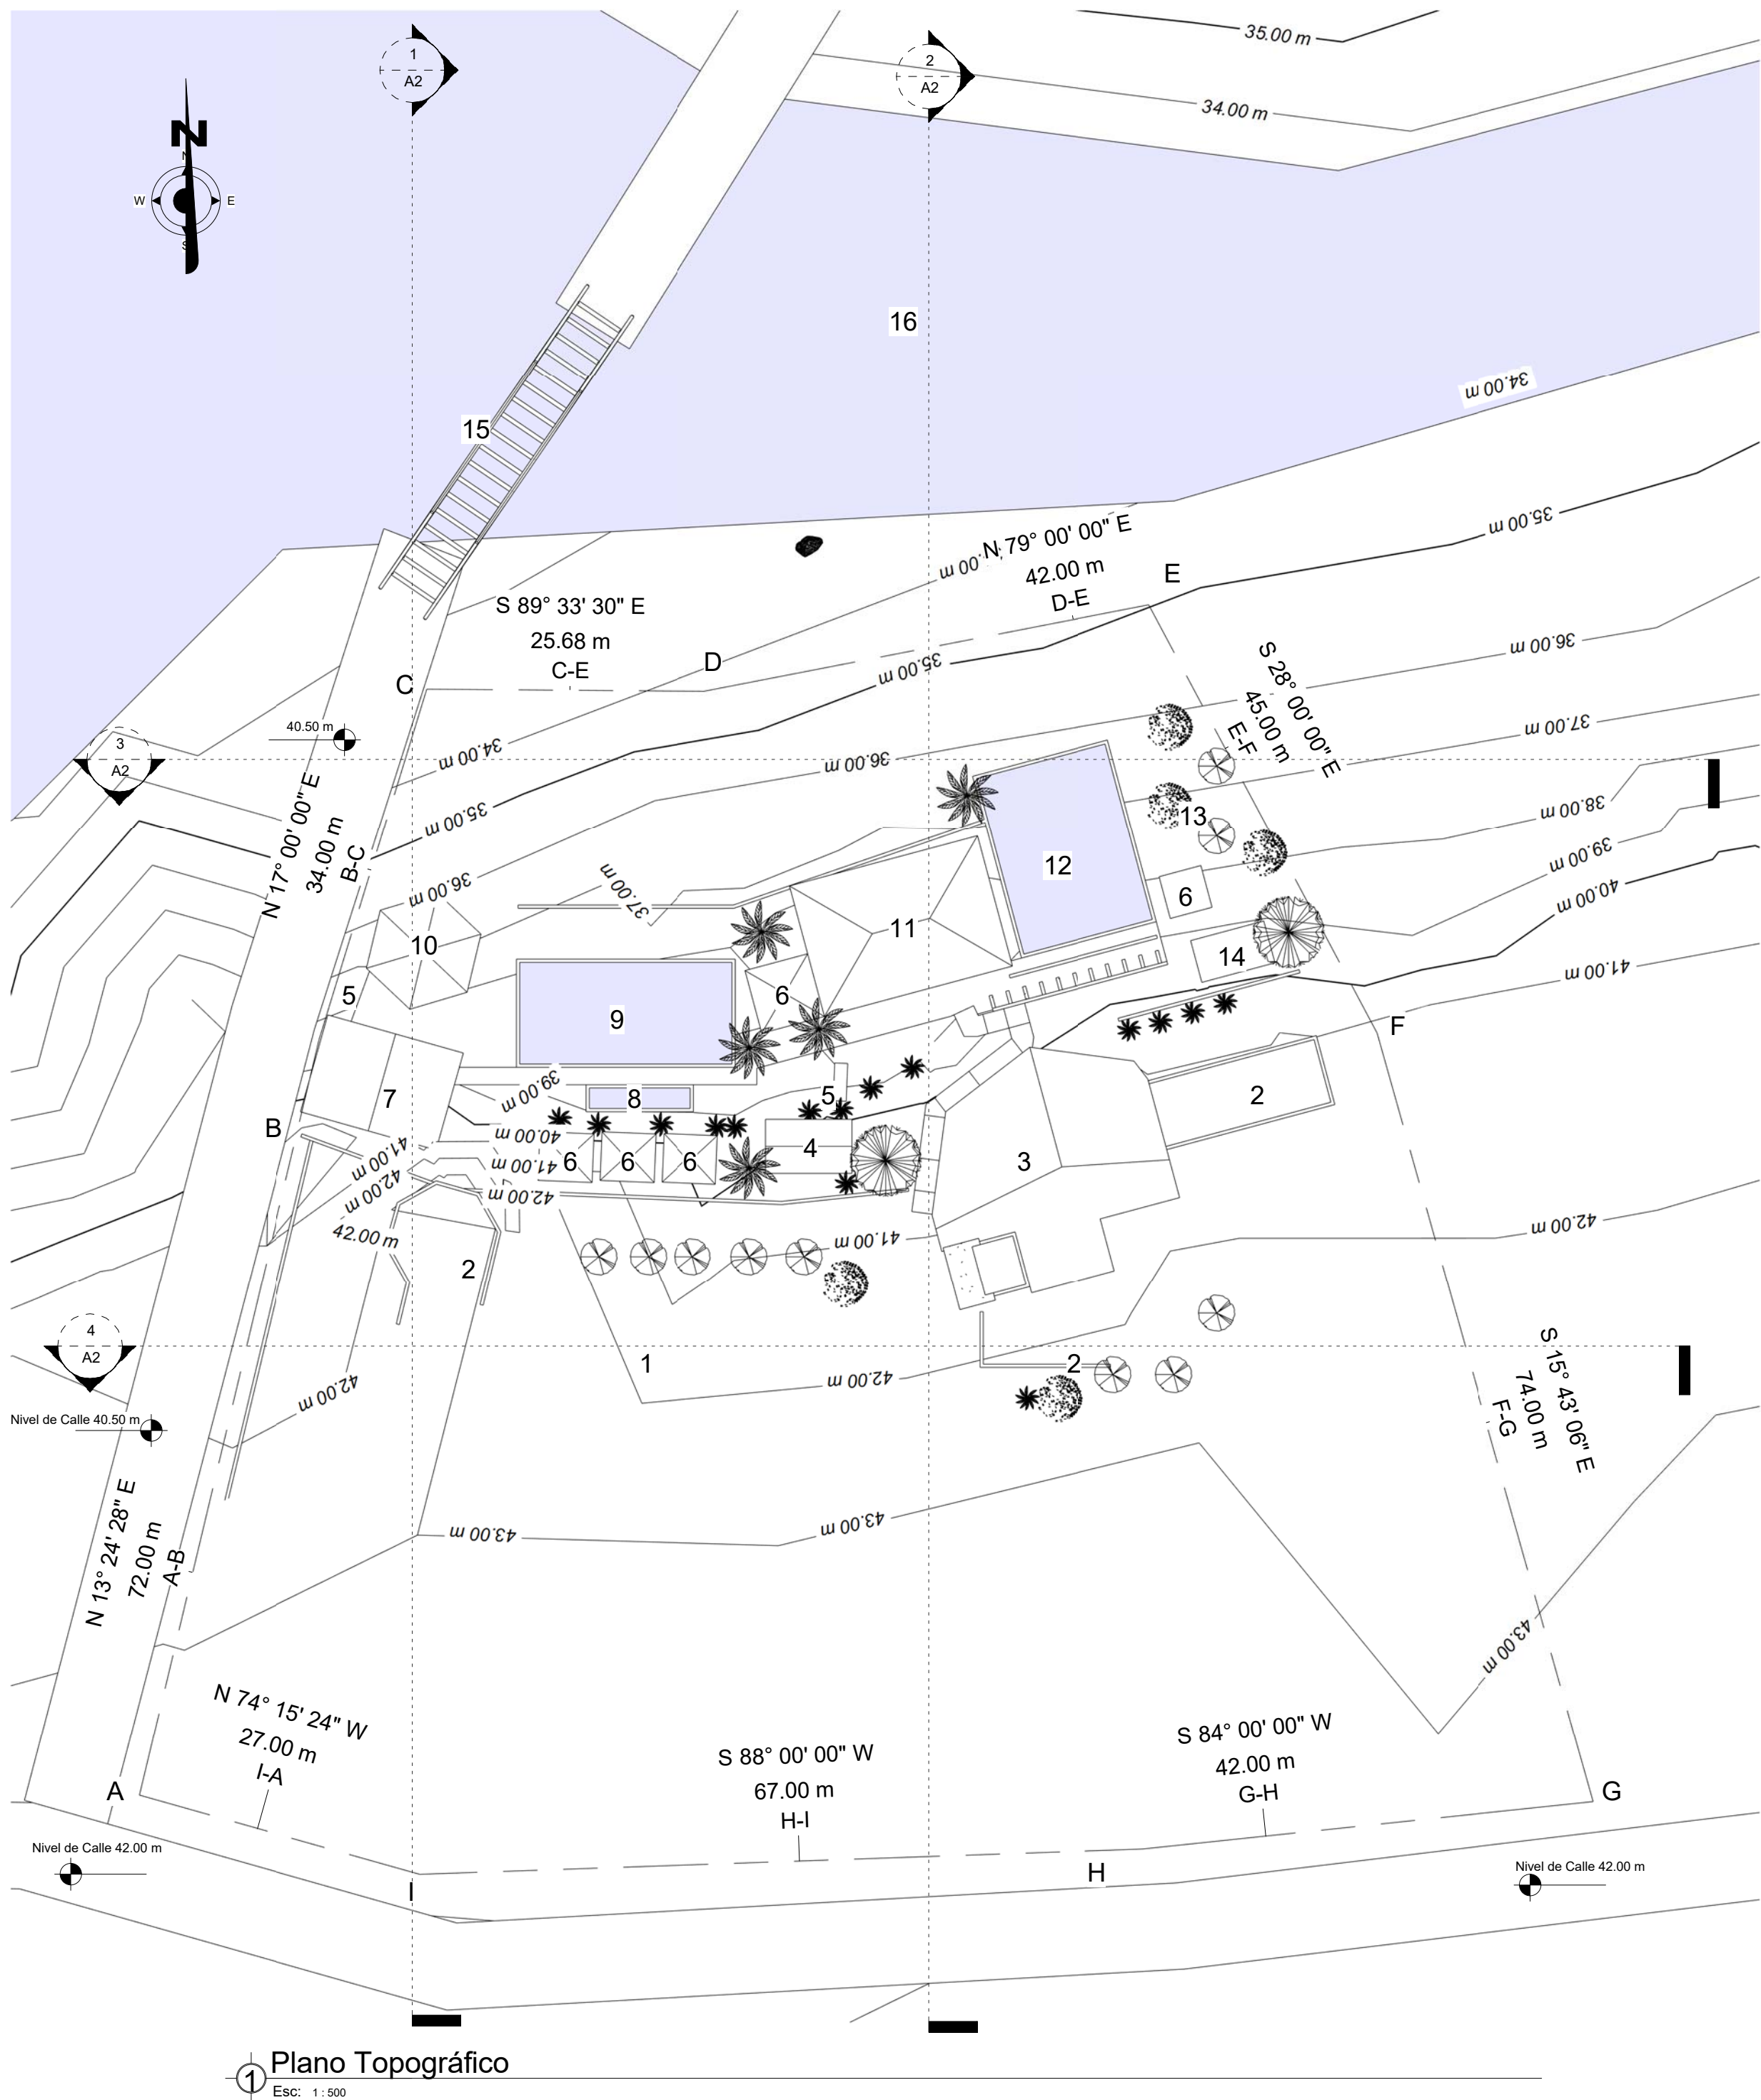 1
A2
2
A2
35.00 m
34.00 m
N
N
W
E
S
16
34.00 m
15
35.00 m
N 79° 00' 00" E
34.00 m
42.00 m
D-E
E
S 89° 33' 30" E
25.68 m
C-E
D
C
35.00 m
36.00 m
S 28° 00' 00" E
45.00 m
E-F
40.50 m
3
A2
34.00 m
36.00 m
37.00 m
N 17° 00' 00" E
34.00 m
B-C
35.00 m
38.00 m
13
39.00 m
12
36.00 m
37.00 m
6
40.00 m
10
11
14
41.00 m
5
6
9
F
7
39.00 m
8
5
2
B
40.00 m
41.00 m
41.00 m
6
6
6
4
3
42.00 m
42.00 m
42.00 m
41.00 m
42.00 m
2
4
A2
1
2
42.00 m
42.00 m
S 15° 43' 06" E
74.00 m
F-G
Nivel de Calle 40.50 m
N 13° 24' 28" E
72.00 m
A-B
43.00 m
43.00 m
43.00 m
N 74° 15' 24" W
27.00 m
I-A
S 88° 00' 00" W
67.00 m
H-I
S 84° 00' 00" W
42.00 m
G-H
A
G
Nivel de Calle 42.00 m
I
H
Nivel de Calle 42.00 m
1
Plano Topográfico
Esc: 1 : 500